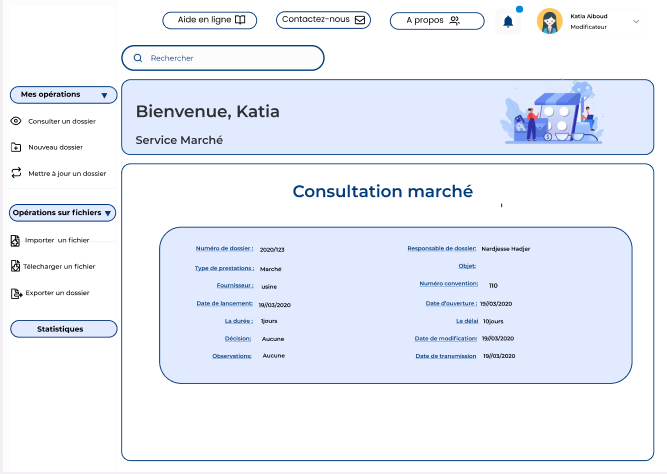 Aide en ligne
Contactez-nous
A propos
Katia Aiboud
Modificateur
Rechercher
Mes opérations
Consulter un dossier
Nouveau dossier
Mettre à jour un dossier
Opérations sur fichiers
Importer un fichier
Télecharger un fichier
Exporter un dossier
Statistiques
Bienvenue, Katia
Service Marché
Consultation marché
Numéro de dossier : 2020/123
Responsable de dossier: Nardjesse Hadjer
Type de prestations : Marché
Objet:
Fournisseur : usine
Numéro convention: 110
Date de lancement: 19//03/2020
Date d'ouverture : 19//03/2020
La durée : 1jours
Le délai 10jours
Décision: Aucune
Date de modification: 19//03/2020
Observations: Aucune
Date de transmission 19//03/2020